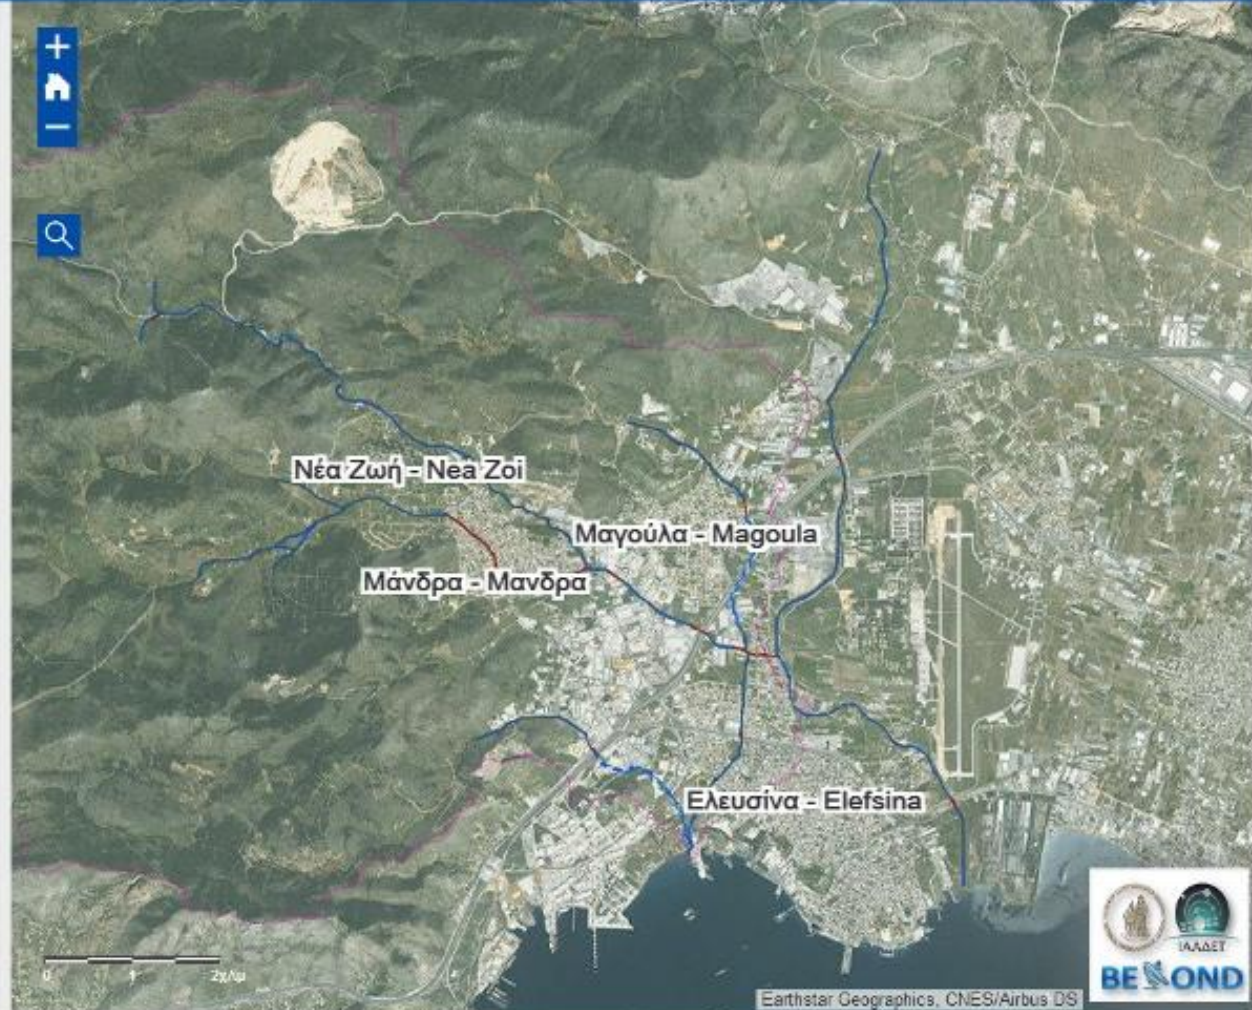 Νέα Ζωή - Nea Zoi
Μαγούλα - Magoula
Μάνδρα - Μανδρα
Ελευσίνα - Elefsina
0 1 2χλμ
ΙΑΑΔΕΤ
BEYOND
Earthstar Geographics, CNES/Airbus DS